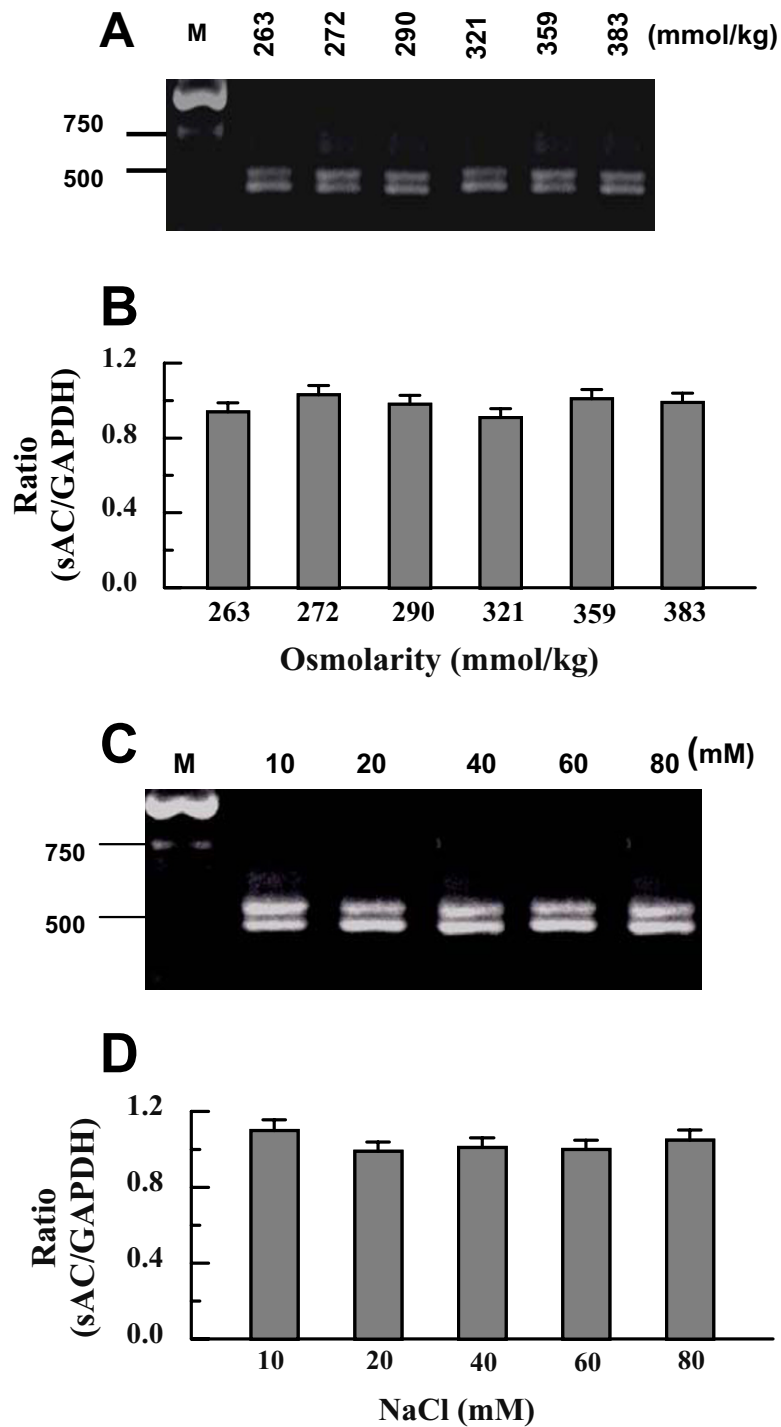 A
M 263 272 290 321 359 383 (mmol/kg)
750
500
B
Ratio
(sAC/GAPDH)
1.2
0.8
0.4
0.0
263 272 290 321 359 383
Osmolarity (mmol/kg)
C
M 10 20 40 60 80 (mM)
750
500
D
Ratio
(sAC/GAPDH)
1.2
0.8
0.4
0.0
10 20 40 60 80
NaCl (mM)